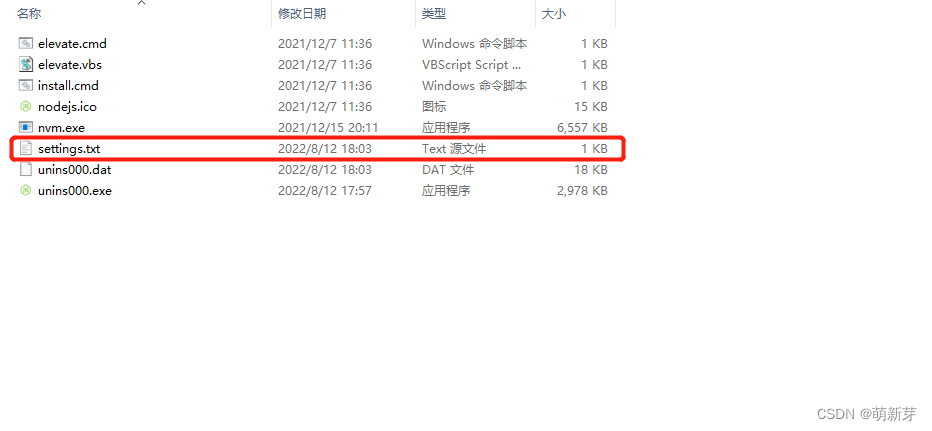 名称 修改日期 类型 大小
elevate.cmd 2021/12/7 11:36 Windows 命令脚本 1 KB
elevate.vbs 2021/12/7 11:36 VBScript Script ... 1 KB
install.cmd 2021/12/7 11:36 Windows 命令脚本 1 KB
nodejs.ico 2021/12/7 11:36 图标 15 KB
nvm.exe 2021/12/15 20:11 应用程序 6,557 KB
settings.txt 2022/8/12 18:03 Text 源文件 1 KB
unins000.dat 2022/8/12 18:03 DAT 文件 18 KB
unins000.exe 2022/8/12 17:57 应用程序 2,978 KB
CSDN @萌新芽